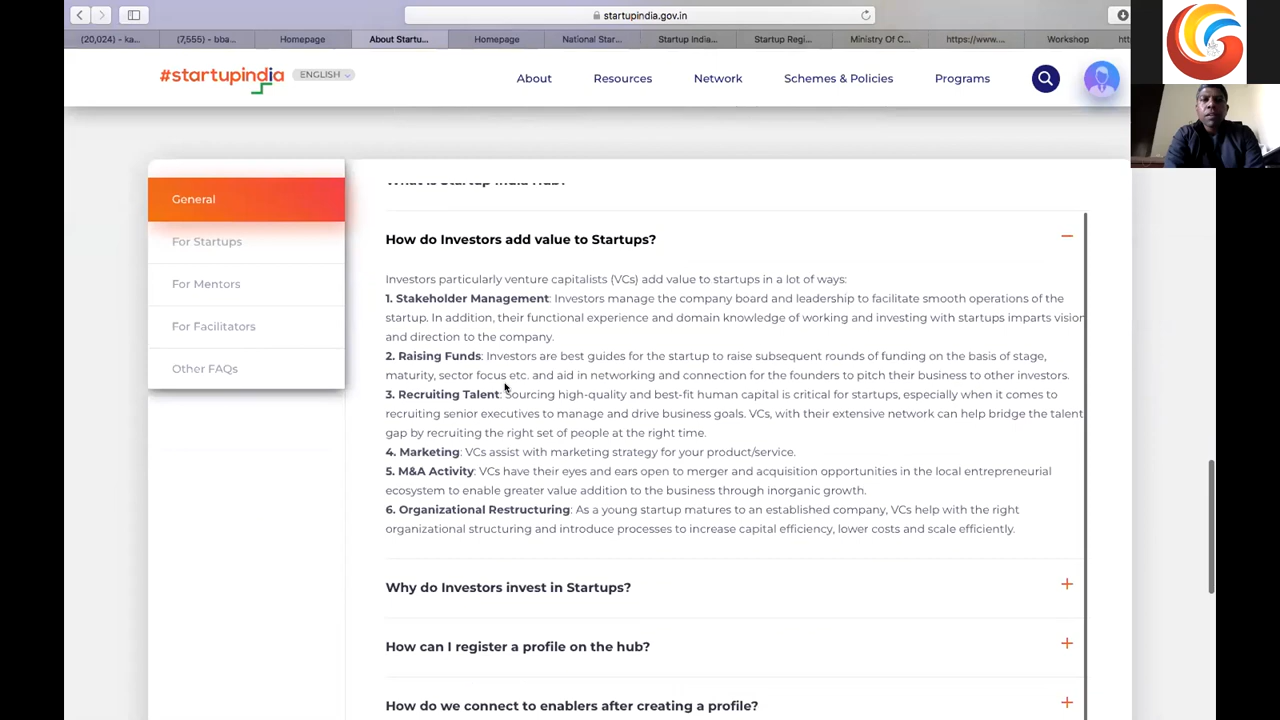 startupindia.gov.in
(20,024) - ka...
(7,555) - bba...
Homepage
About Startu...
Homepage
National Star...
Startup India...
Startup Regi...
Ministry Of C...
https://www....
Workshop
#startupindia
ENGLISH
About
Resources
Network
Schemes & Policies
Programs
General
For Startups
For Mentors
For Facilitators
Other FAQs
What is Startup India Hub?
How do Investors add value to Startups?
Investors particularly venture capitalists (VCs) add value to startups in a lot of ways:
1. Stakeholder Management: Investors manage the company board and leadership to facilitate smooth operations of the
startup. In addition, their functional experience and domain knowledge of working and investing with startups imparts vision
and direction to the company.
2. Raising Funds: Investors are best guides for the startup to raise subsequent rounds of funding on the basis of stage,
maturity, sector focus etc. and aid in networking and connection for the founders to pitch their business to other investors.
3. Recruiting Talent: Sourcing high-quality and best-fit human capital is critical for startups, especially when it comes to
recruiting senior executives to manage and drive business goals. VCs, with their extensive network can help bridge the talent
gap by recruiting the right set of people at the right time.
4. Marketing: VCs assist with marketing strategy for your product/service.
5. M&A Activity: VCs have their eyes and ears open to merger and acquisition opportunities in the local entrepreneurial
ecosystem to enable greater value addition to the business through inorganic growth.
6. Organizational Restructuring: As a young startup matures to an established company, VCs help with the right
organizational structuring and introduce processes to increase capital efficiency, lower costs and scale efficiently.
Why do Investors invest in Startups?
How can I register a profile on the hub?
How do we connect to enablers after creating a profile?